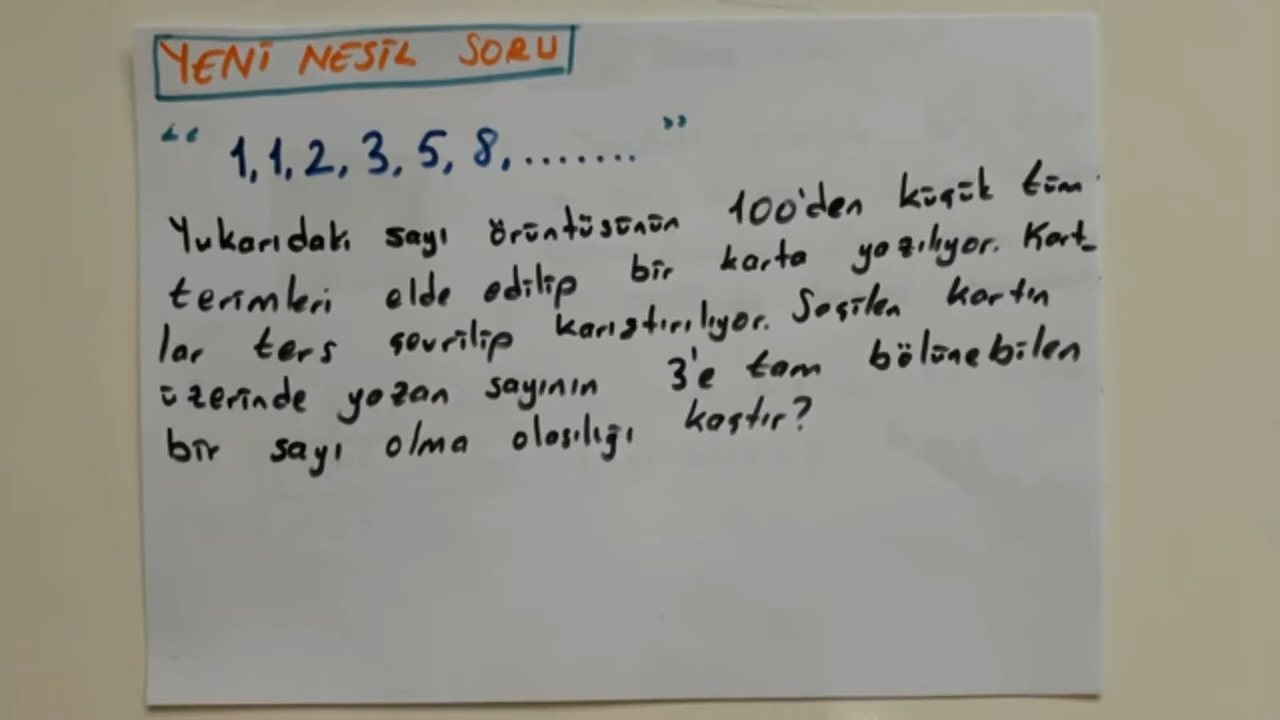 YENİ NESİL SORU
“ 1, 1, 2, 3, 5, 8, ....... ”
Yukarıdaki sayı örüntüsünün 100'den küçük tüm
terimleri elde edilip bir karta yazılıyor. Kart-
lar ters çevrilip karıştırılıyor. Seçilen kartın
üzerinde yazan sayının 3'e tam bölünebilen
bir sayı olma olasılığı kaçtır?